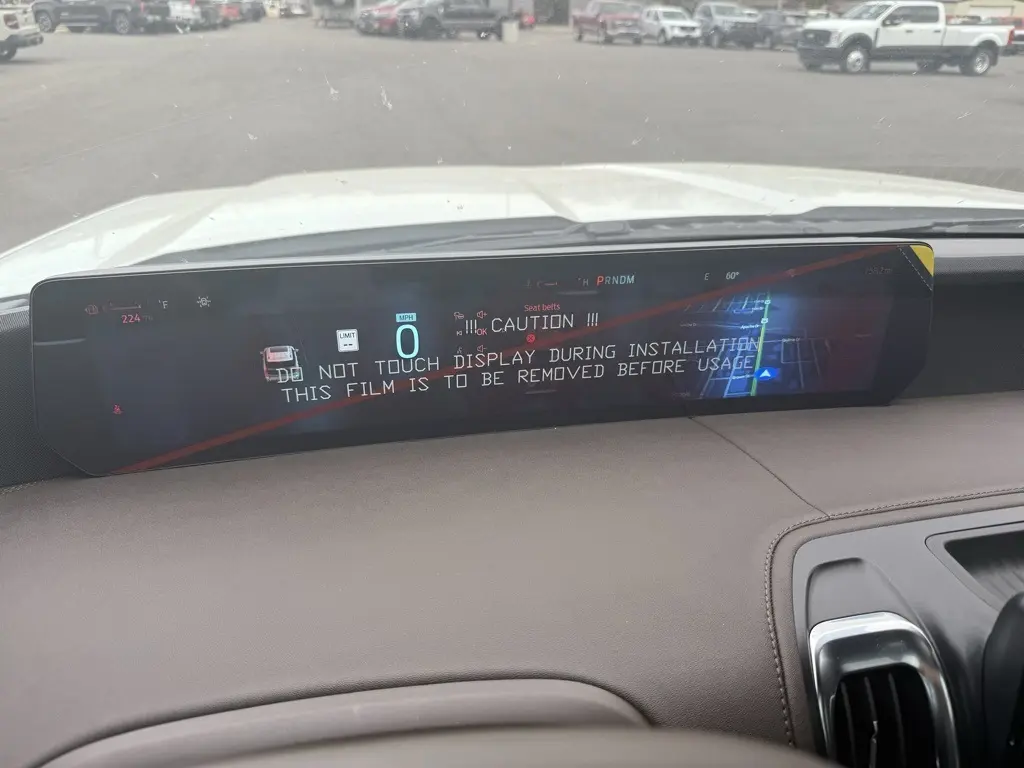 °F
224
LIMIT
--
MPH
0
H
PRNDM
E
60°
Seat belts
OK
!!! CAUTION !!!
DO NOT TOUCH DISPLAY DURING INSTALLATION
THIS FILM IS TO BE REMOVED BEFORE USAGE